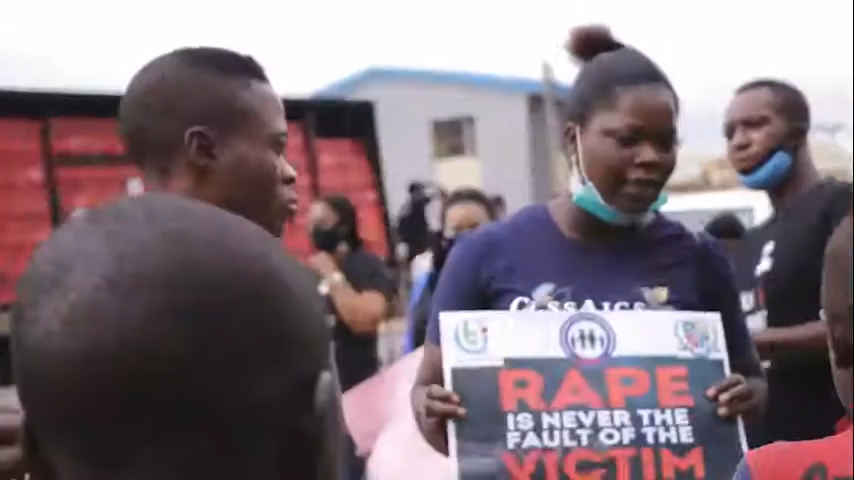 RAPE
IS NEVER THE
FAULT OF THE
VICTIM